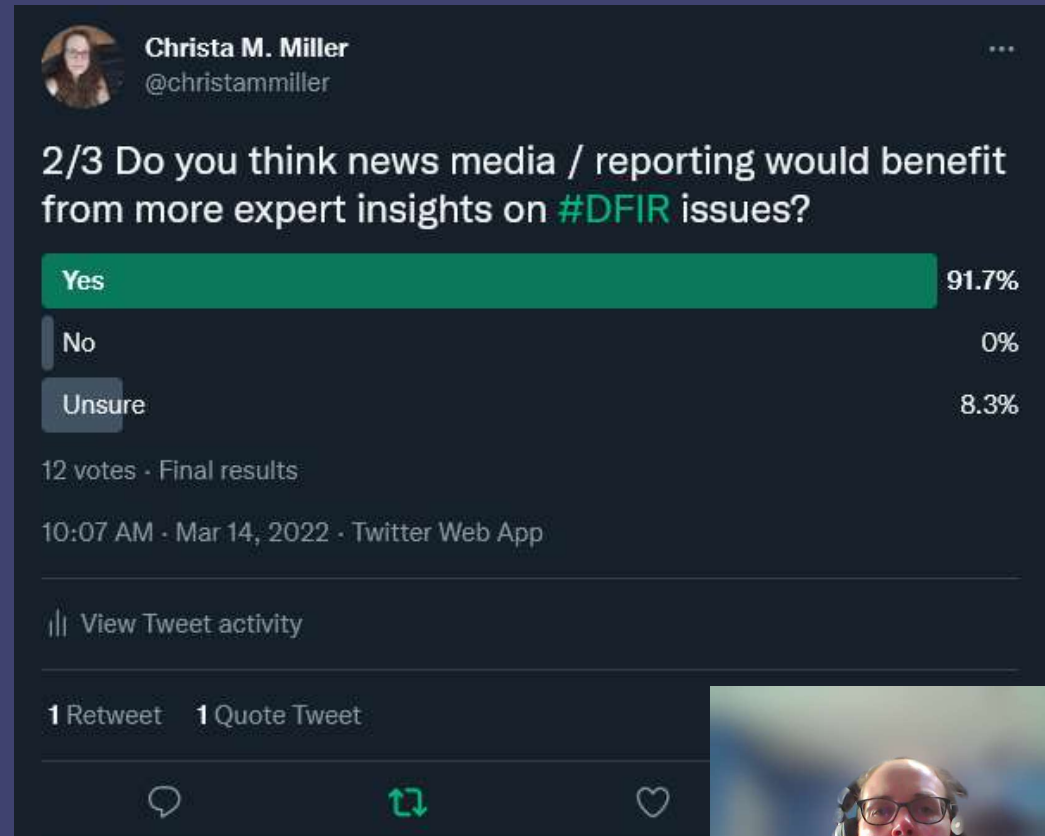 Christa M. Miller
@christammiller
2/3 Do you think news media / reporting would benefit
from more expert insights on #DFIR issues?
Yes 91.7%
No 0%
Unsure 8.3%
12 votes · Final results
10:07 AM · Mar 14, 2022 · Twitter Web App
View Tweet activity
1 Retweet 1 Quote Tweet